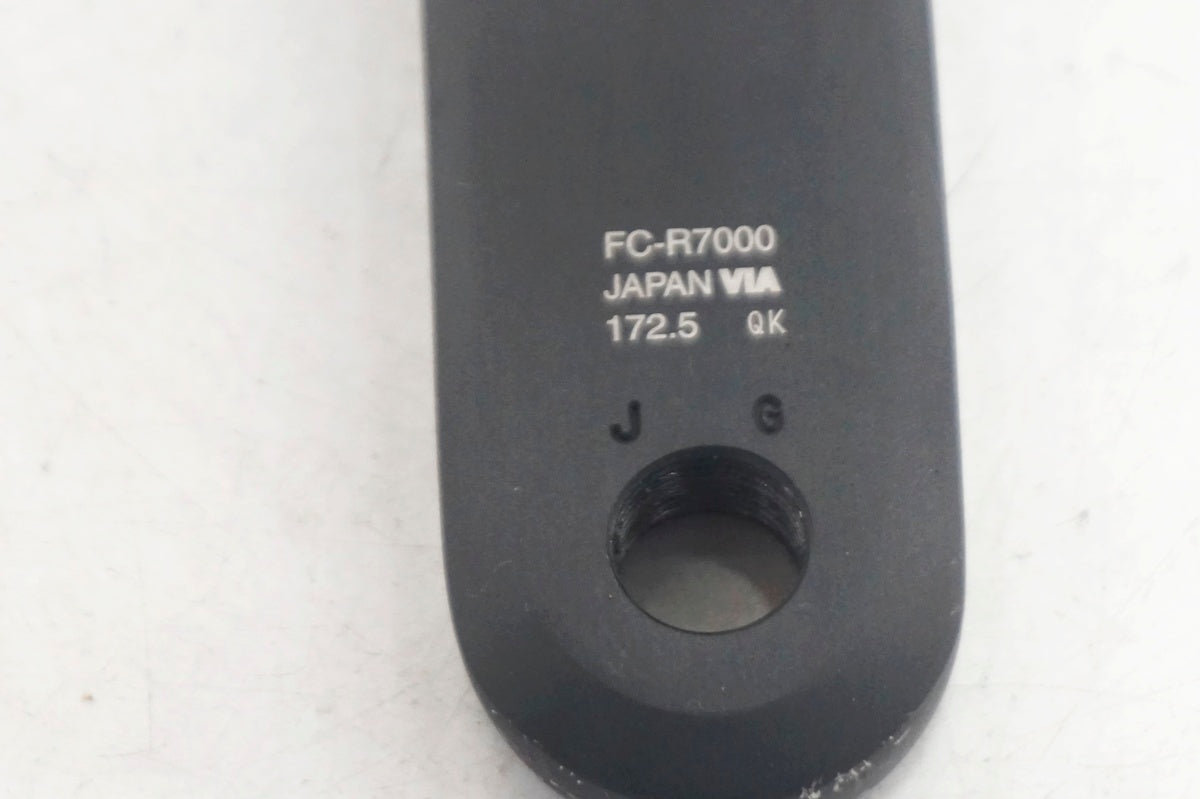 FC-R7000
JAPAN VIA
172.5 QK
J G